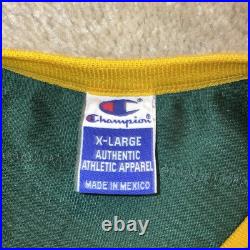 Champion
X-LARGE
AUTHENTIC
ATHLETIC APPAREL
MADE IN MEXICO